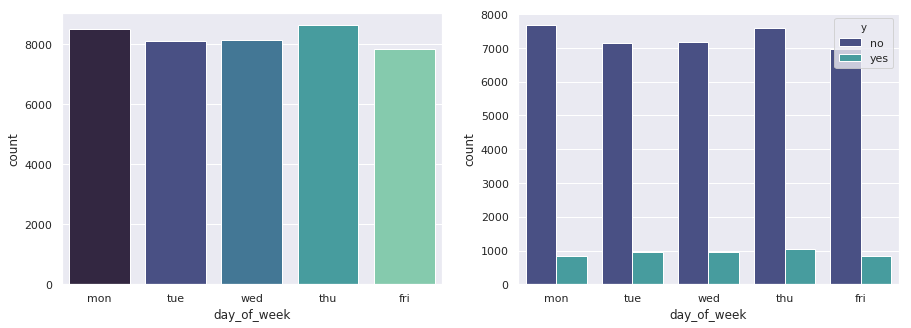 8000
6000
4000
2000
0
count
mon tue wed thu fri
day_of_week
8000
7000
6000
5000
4000
3000
2000
1000
0
count
y
no
yes
mon tue wed thu fri
day_of_week